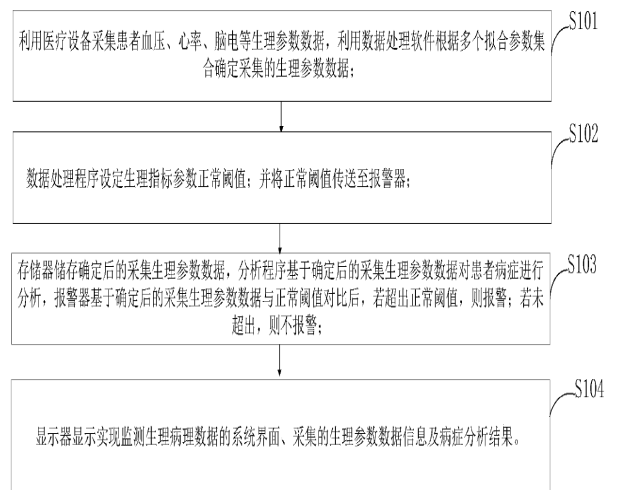 S101
利用医疗设备采集患者血压、心率、脑电等生理参数数据，利用数据处理软件根据多个拟合参数集
合确定采集的生理参数数据；
S102
数据处理程序设定生理指标参数正常阈值；并将正常阈值传送至报警器；
S103
存储器储存确定后的采集生理参数数据，分析程序基于确定后的采集生理参数数据对患者病症进行
分析，报警器基于确定后的采集生理参数数据与正常阈值对比后，若超出正常阈值，则报警；若未
超出，则不报警；
S104
显示器显示实现监测生理病理数据的系统界面、采集的生理参数数据信息及病症分析结果。